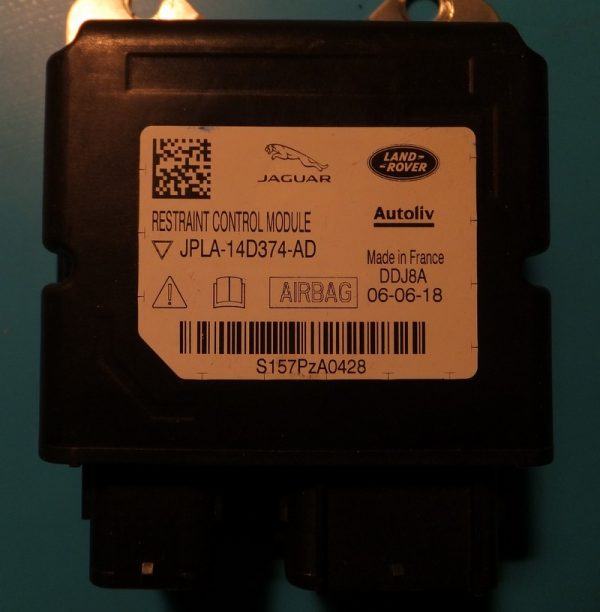 JAGUAR
LAND-
-ROVER
RESTRAINT CONTROL MODULE
Autoliv
JPLA-14D374-AD
Made in France
DDJ8A
AIRBAG
06-06-18
S157PzA0428